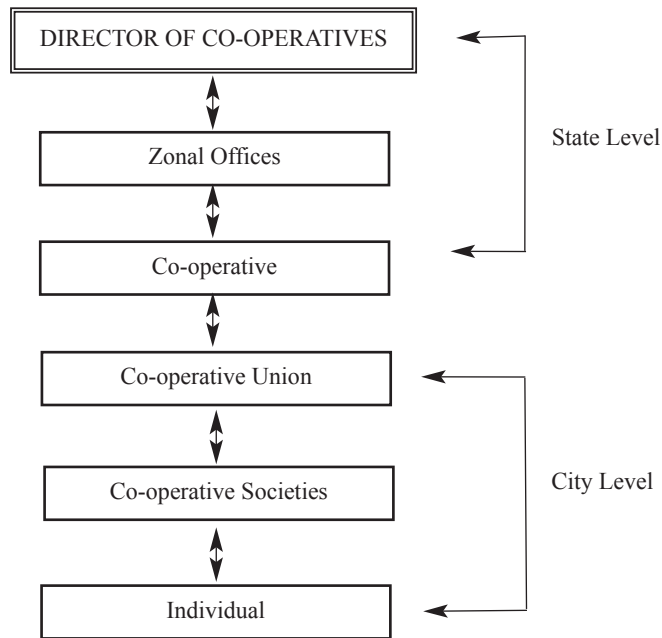 DIRECTOR OF CO-OPERATIVES
State Level
Zonal Offices
Co-operative
Co-operative Union
City Level
Co-operative Societies
Individual